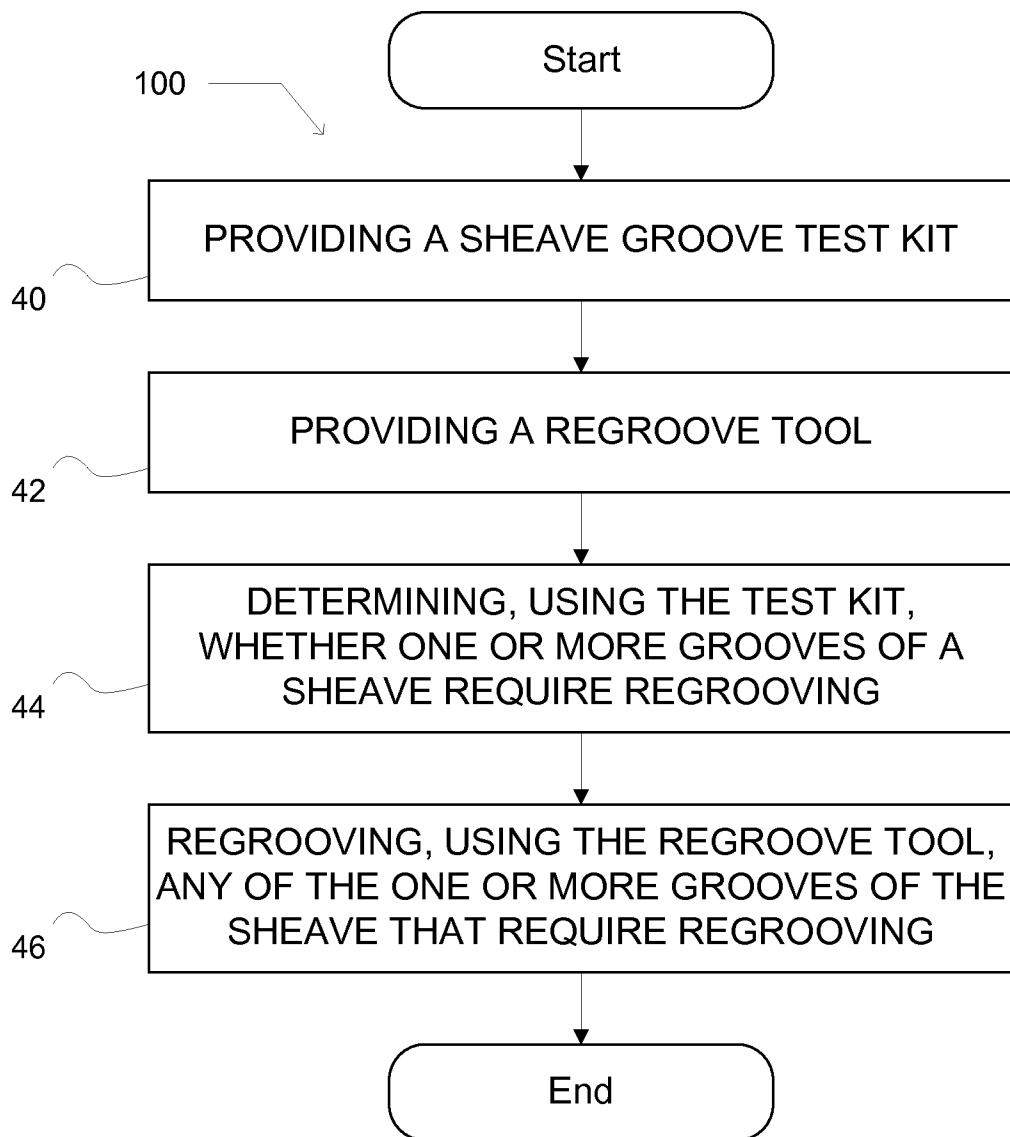 Start
100
PROVIDING A SHEAVE GROOVE TEST KIT
40
PROVIDING A REGROOVE TOOL
42
DETERMINING, USING THE TEST KIT,
WHETHER ONE OR MORE GROOVES OF A
SHEAVE REQUIRE REGROOVING
44
REGROOVING, USING THE REGROOVE TOOL,
ANY OF THE ONE OR MORE GROOVES OF THE
SHEAVE THAT REQUIRE REGROOVING
46
End